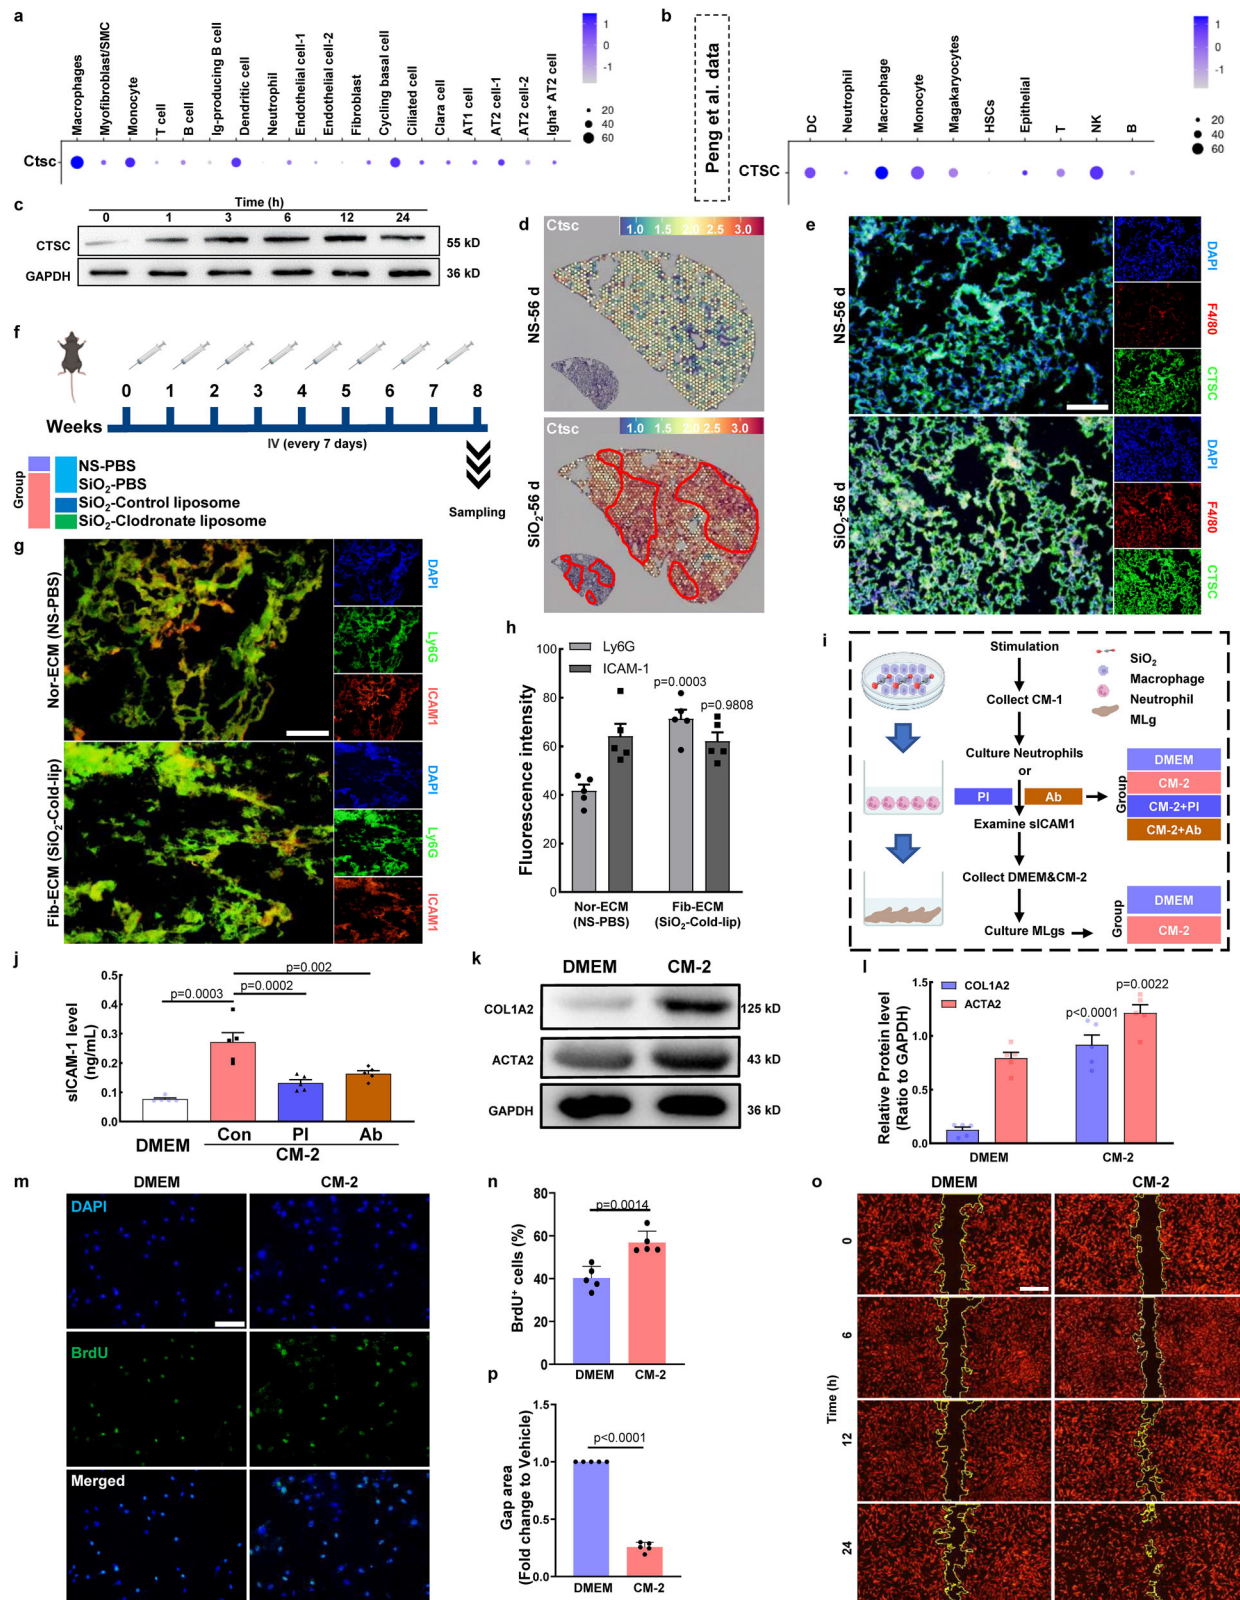 a
Macrophages
Myofibroblast/SMC
Monocyte
T cell
B cell
Ig-producing B cell
Dendritic cell
Neutrophil
Endothelial cell-1
Endothelial cell-2
Fibroblast
Cycling basal cell
Ciliated cell
Clara cell
AT1 cell
AT2 cell-1
AT2 cell-2
Igha⁺ AT2 cell
Ctsc
1
0
-1
20
40
60
b
Peng et al. data
DC
Neutrophil
Macrophage
Monocyte
Magakaryocytes
HSCs
Epithelial
T
NK
B
CTSC
1
0
-1
20
40
60
c
Time (h)
0 1 3 6 12 24
CTSC
55 kD
GAPDH
36 kD
d
Ctsc
1.0 1.5 2.0 2.5 3.0
NS-56 d
Ctsc
1.0 1.5 2.0 2.5 3.0
SiO₂-56 d
e
NS-56 d
DAPI
F4/80
CTSC
SiO₂-56 d
DAPI
F4/80
CTSC
f
0 1 2 3 4 5 6 7 8
Weeks
IV (every 7 days)
Group
NS-PBS
SiO₂-PBS
SiO₂-Control liposome
SiO₂-Clodronate liposome
Sampling
g
Nor-ECM (NS-PBS)
DAPI
Ly6G
ICAM1
Fib-ECM (SiO₂-Cold-lip)
DAPI
Ly6G
ICAM1
h
Ly6G
ICAM-1
Fluorescence intensity
100
80
60
40
20
0
p=0.0003
p=0.9808
Nor-ECM
(NS-PBS)
Fib-ECM
(SiO₂-Cold-lip)
i
Stimulation
Collect CM-1
Culture Neutrophils
or
PI
Ab
Examine sICAM1
Collect DMEM&CM-2
Culture MLgs
SiO₂
Macrophage
Neutrophil
MLg
Group
DMEM
CM-2
CM-2+PI
CM-2+Ab
Group
DMEM
CM-2
j
sICAM-1 level
(ng/mL)
0.5
0.4
0.3
0.2
0.1
0.0
p=0.002
p=0.0002
p=0.0003
DMEM
Con PI Ab
CM-2
k
DMEM CM-2
COL1A2
125 kD
ACTA2
43 kD
GAPDH
36 kD
l
COL1A2
ACTA2
Relative Protein level
(Ratio to GAPDH)
1.5
1.0
0.5
0.0
p<0.0001
p=0.0022
DMEM CM-2
m
DMEM CM-2
DAPI
BrdU
Merged
n
BrdU⁺ cells (%)
80
60
40
20
0
p=0.0014
DMEM CM-2
o
DMEM CM-2
Time (h)
0
6
12
24
p
Gap area
(Fold change to Vehicle)
1.5
1.0
0.5
0.0
p<0.0001
DMEM CM-2